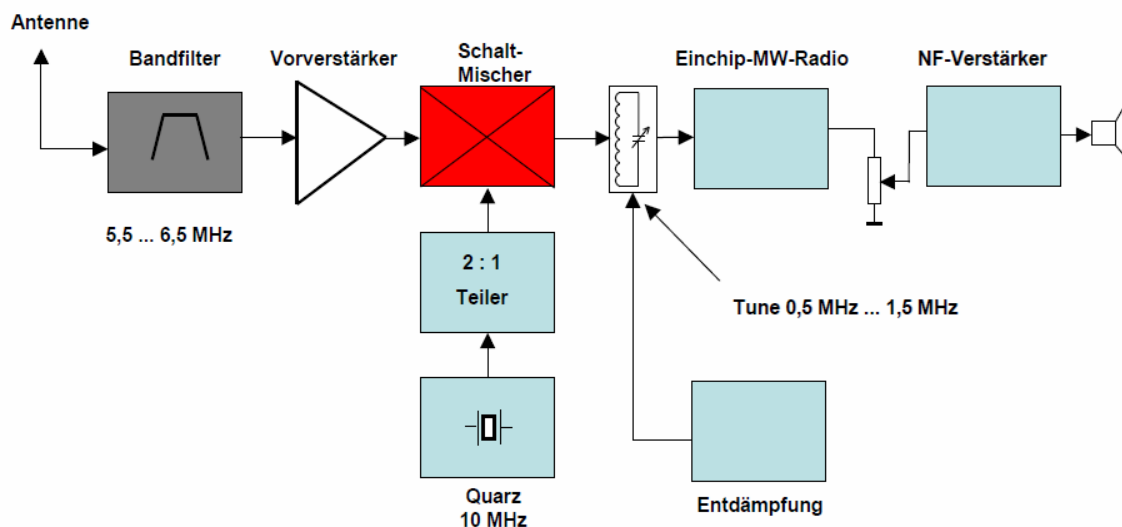 Antenne
Bandfilter
Vorverstärker
Schalt-
Mischer
Einchip-MW-Radio
NF-Verstärker
5,5 ... 6,5 MHz
2 : 1
Teiler
Tune 0,5 MHz ... 1,5 MHz
Quarz
10 MHz
Entdämpfung